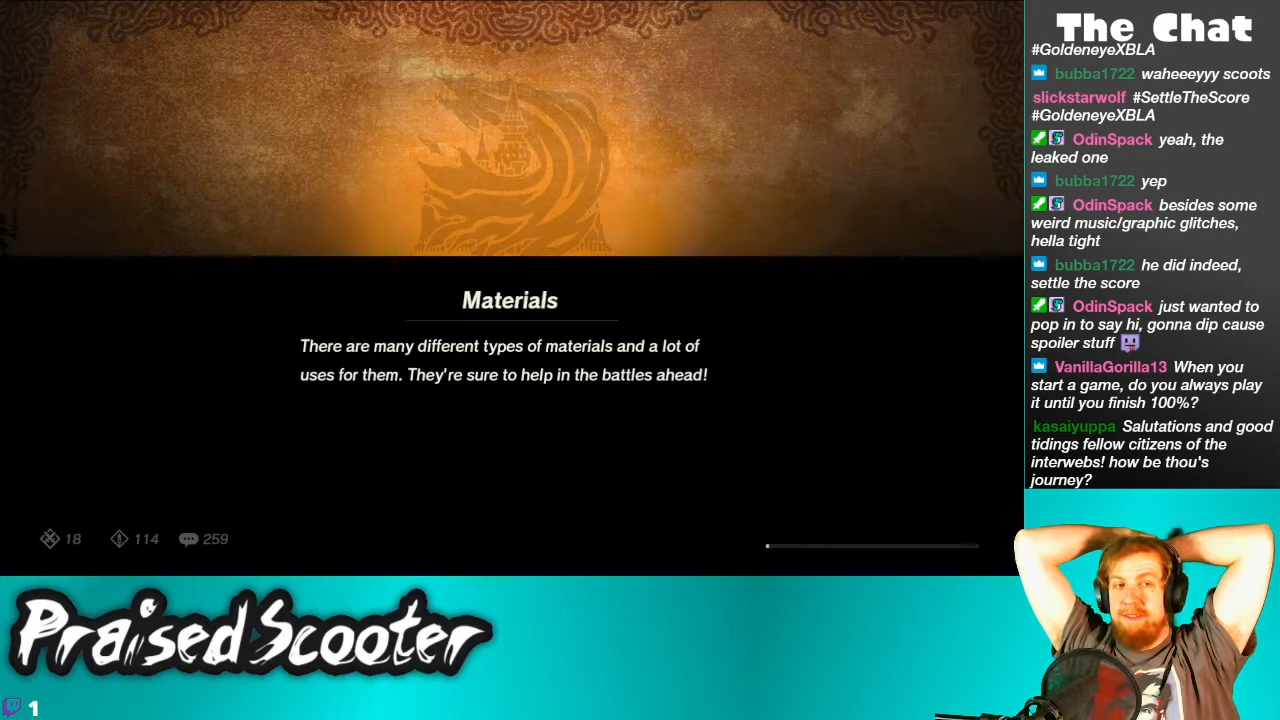 Materials
There are many different types of materials and a lot of
uses for them. They're sure to help in the battles ahead!
18
114
259
The Chat
#GoldeneyeXBLA
bubba1722 waheeeyyy scoots
slickstarwolf #SettleTheScore
#GoldeneyeXBLA
OdinSpack yeah, the
leaked one
bubba1722 yep
OdinSpack besides some
weird music/graphic glitches,
hella tight
bubba1722 he did indeed,
settle the score
OdinSpack just wanted to
pop in to say hi, gonna dip cause
spoiler stuff
VanillaGorilla13 When you
start a game, do you always play
it until you finish 100%?
kasaiyuppa Salutations and good
tidings fellow citizens of the
interwebs! how be thou's
journey?
PraisedScooter
1